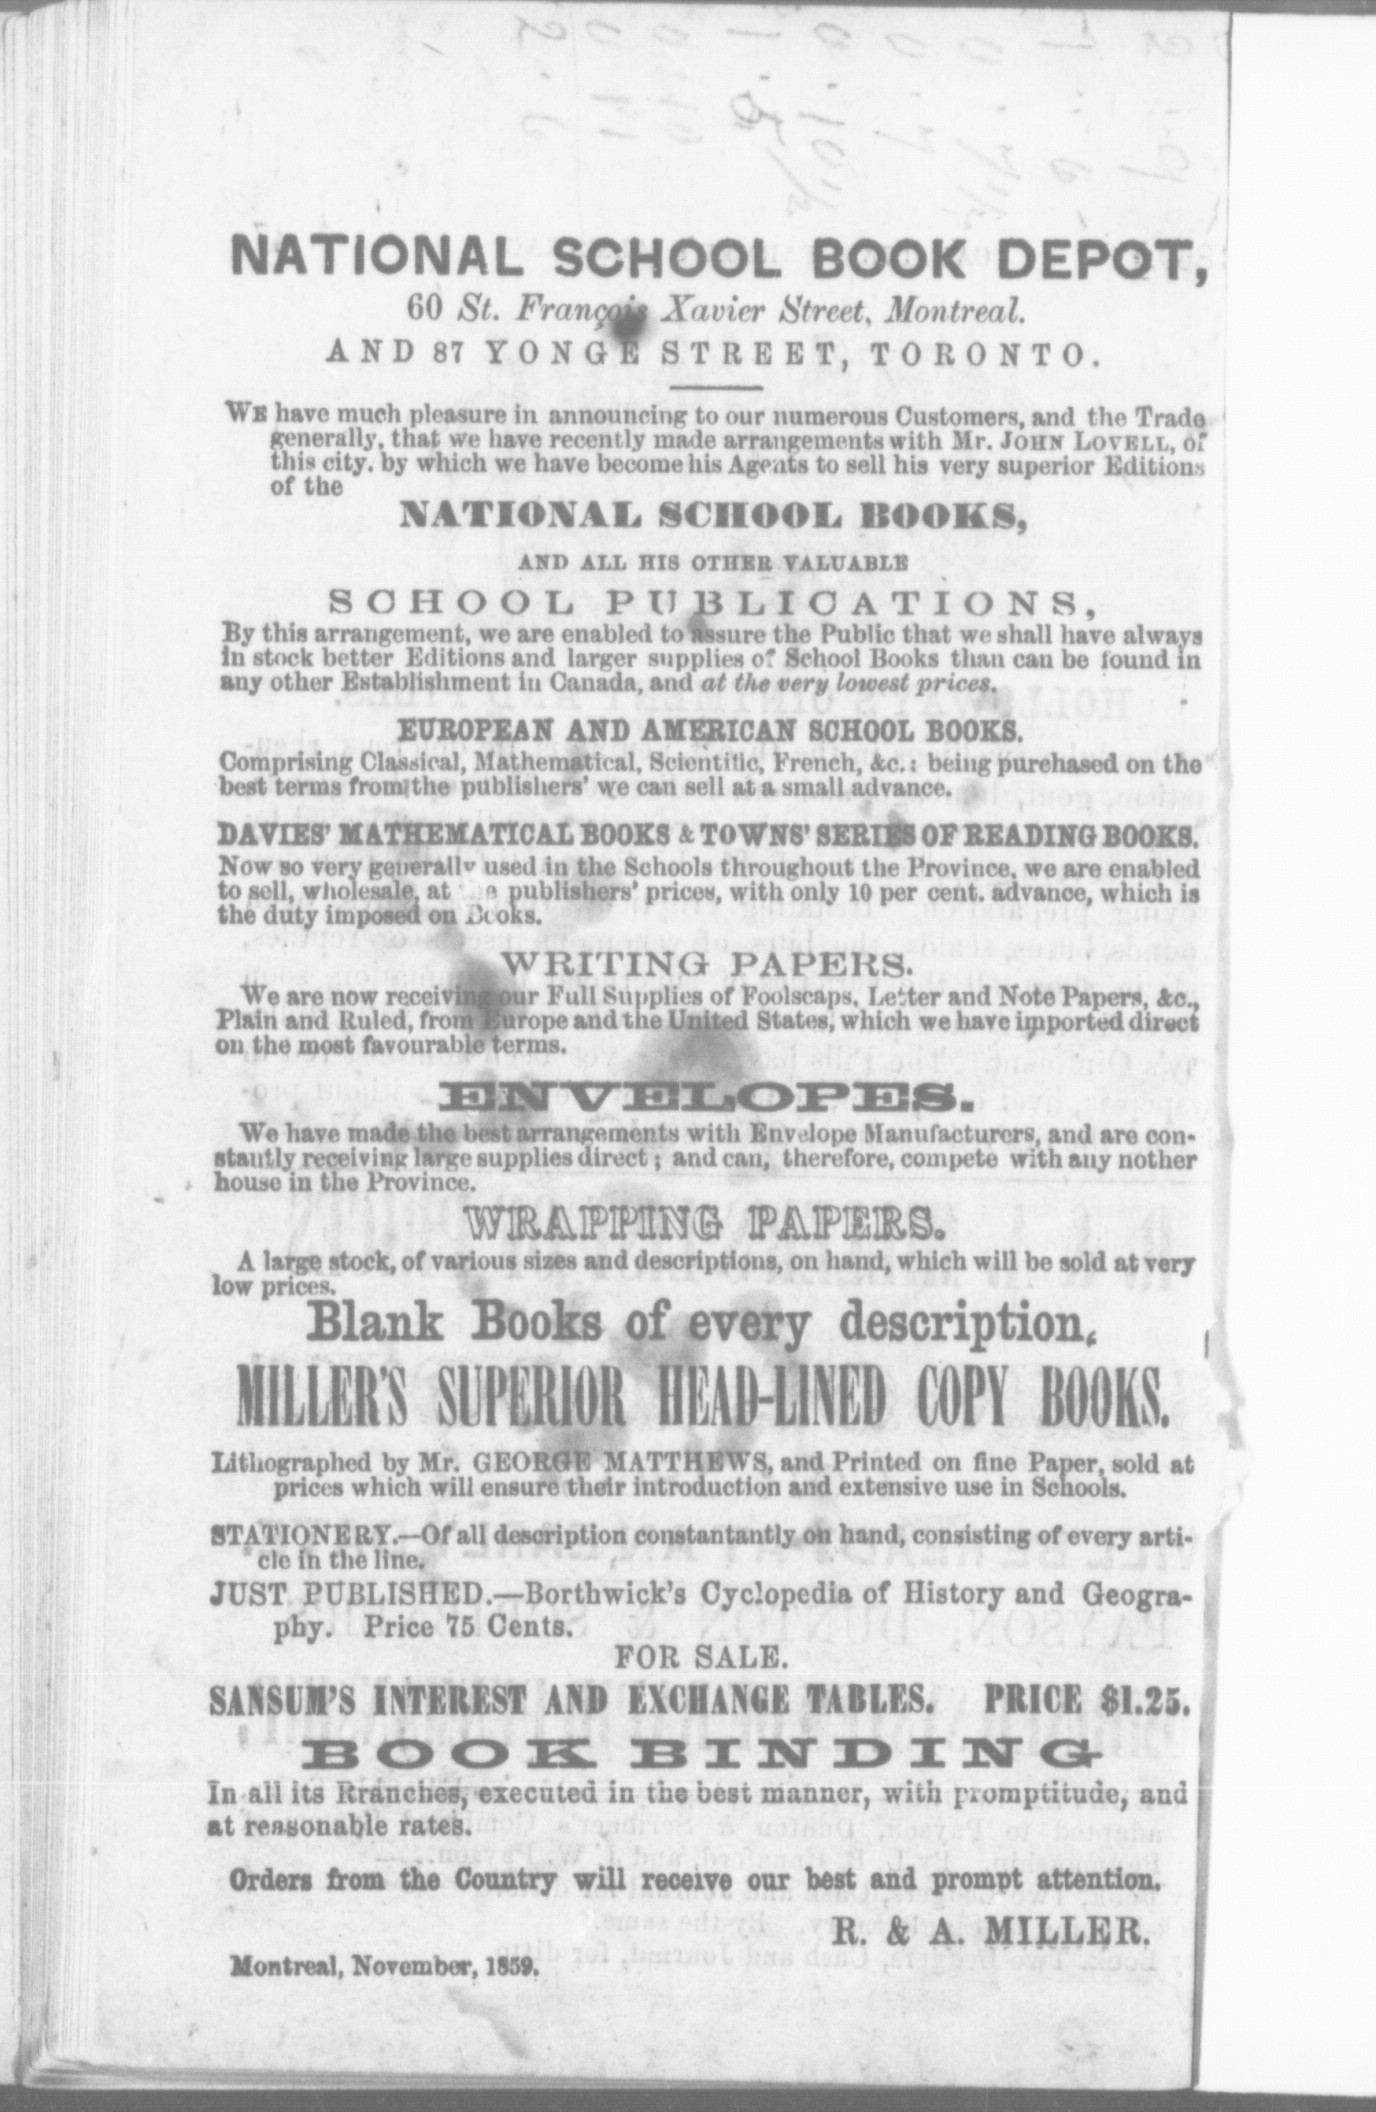 NATIONAL SCHOOL BOOK DEPOT,
60 St. François Xavier Street, Montreal.
AND 87 YONGE STREET, TORONTO.
WE have much pleasure in announcing to our numerous Customers, and the Trade
generally, that we have recently made arrangements with Mr. JOHN LOVELL, of
this city. by which we have become his Agents to sell his very superior Editions
of the
NATIONAL SCHOOL BOOKS,
AND ALL HIS OTHER VALUABLE
SCHOOL PUBLICATIONS,
By this arrangement, we are enabled to assure the Public that we shall have always
in stock better Editions and larger supplies of School Books than can be found in
any other Establishment in Canada, and at the very lowest prices.
EUROPEAN AND AMERICAN SCHOOL BOOKS.
Comprising Classical, Mathematical, Scientific, French, &c.: being purchased on the
best terms from the publishers' we can sell at a small advance.
DAVIES' MATHEMATICAL BOOKS & TOWNS' SERIES OF READING BOOKS.
Now so very generally used in the Schools throughout the Province, we are enabled
to sell, wholesale, at the publishers' prices, with only 10 per cent. advance, which is
the duty imposed on Books.
WRITING PAPERS.
We are now receiving our Full Supplies of Foolscaps, Letter and Note Papers, &c.,
Plain and Ruled, from Europe and the United States, which we have imported direct
on the most favourable terms.
ENVELOPES.
We have made the best arrangements with Envelope Manufacturers, and are con-
stautly receiving large supplies direct; and can, therefore, compete with any nother
house in the Province.
WRAPPING PAPERS.
A large stock, of various sizes and descriptions, on hand, which will be sold at very
low prices.
Blank Books of every description,
MILLER'S SUPERIOR HEAD-LINED COPY BOOKS.
Lithographed by Mr. GEORGE MATTHEWS, and Printed on fine Paper, sold at
prices which will ensure their introduction and extensive use in Schools.
STATIONERY.—Of all description constantantly on hand, consisting of every arti-
cle in the line.
JUST PUBLISHED.—Borthwick's Cyclopedia of History and Geogra-
phy. Price 75 Cents.
FOR SALE.
SANSUM'S INTEREST AND EXCHANGE TABLES. PRICE $1.25.
BOOK BINDING
In all its Rranches, executed in the best manner, with promptitude, and
at reasonable rates.
Orders from the Country will receive our best and prompt attention.
R. & A. MILLER.
Montreal, November, 1859.